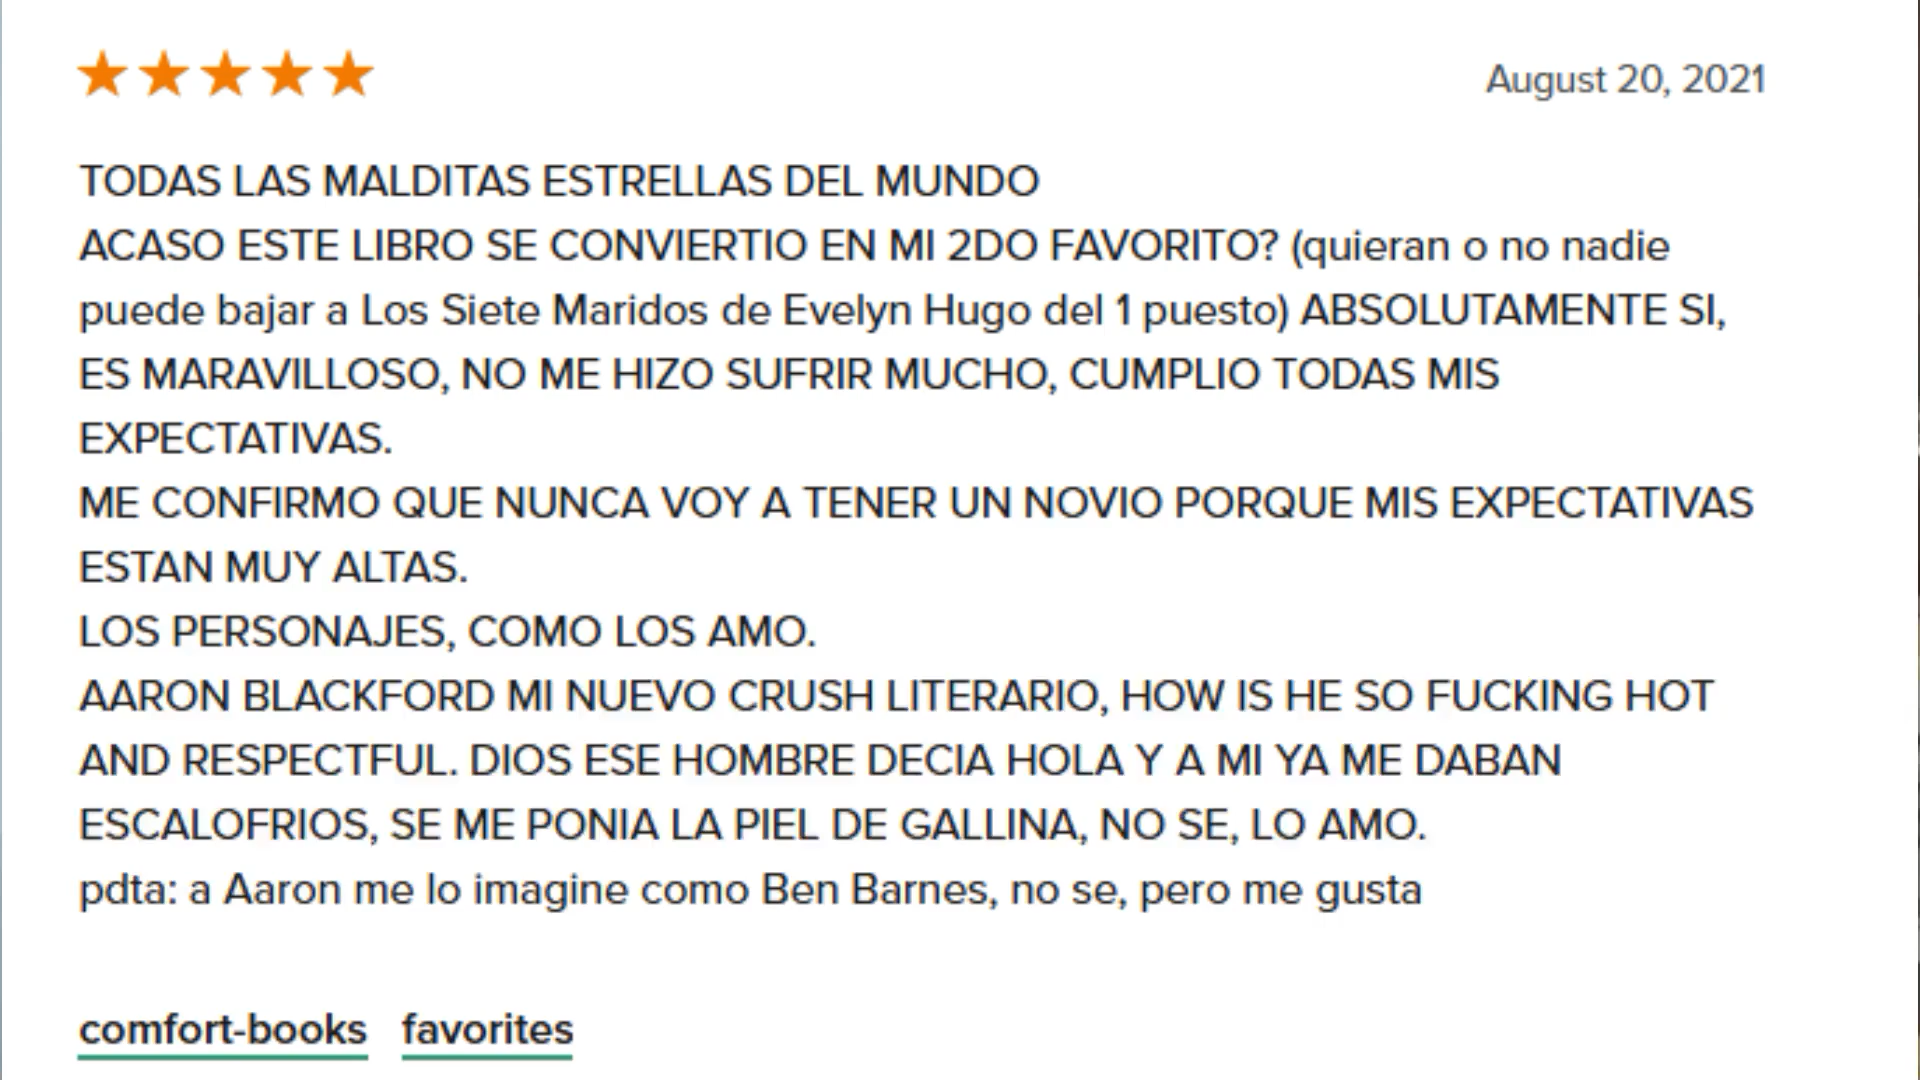 August 20, 2021
TODAS LAS MALDITAS ESTRELLAS DEL MUNDO
ACASO ESTE LIBRO SE CONVIERTIO EN MI 2DO FAVORITO? (quieran o no nadie
puede bajar a Los Siete Maridos de Evelyn Hugo del 1 puesto) ABSOLUTAMENTE SI,
ES MARAVILLOSO, NO ME HIZO SUFRIR MUCHO, CUMPLIO TODAS MIS
EXPECTATIVAS.
ME CONFIRMO QUE NUNCA VOY A TENER UN NOVIO PORQUE MIS EXPECTATIVAS
ESTAN MUY ALTAS.
LOS PERSONAJES, COMO LOS AMO.
AARON BLACKFORD MI NUEVO CRUSH LITERARIO, HOW IS HE SO FUCKING HOT
AND RESPECTFUL. DIOS ESE HOMBRE DECIA HOLA Y A MI YA ME DABAN
ESCALOFRIOS, SE ME PONIA LA PIEL DE GALLINA, NO SE, LO AMO.
pdta: a Aaron me lo imagine como Ben Barnes, no se, pero me gusta
comfort-books favorites